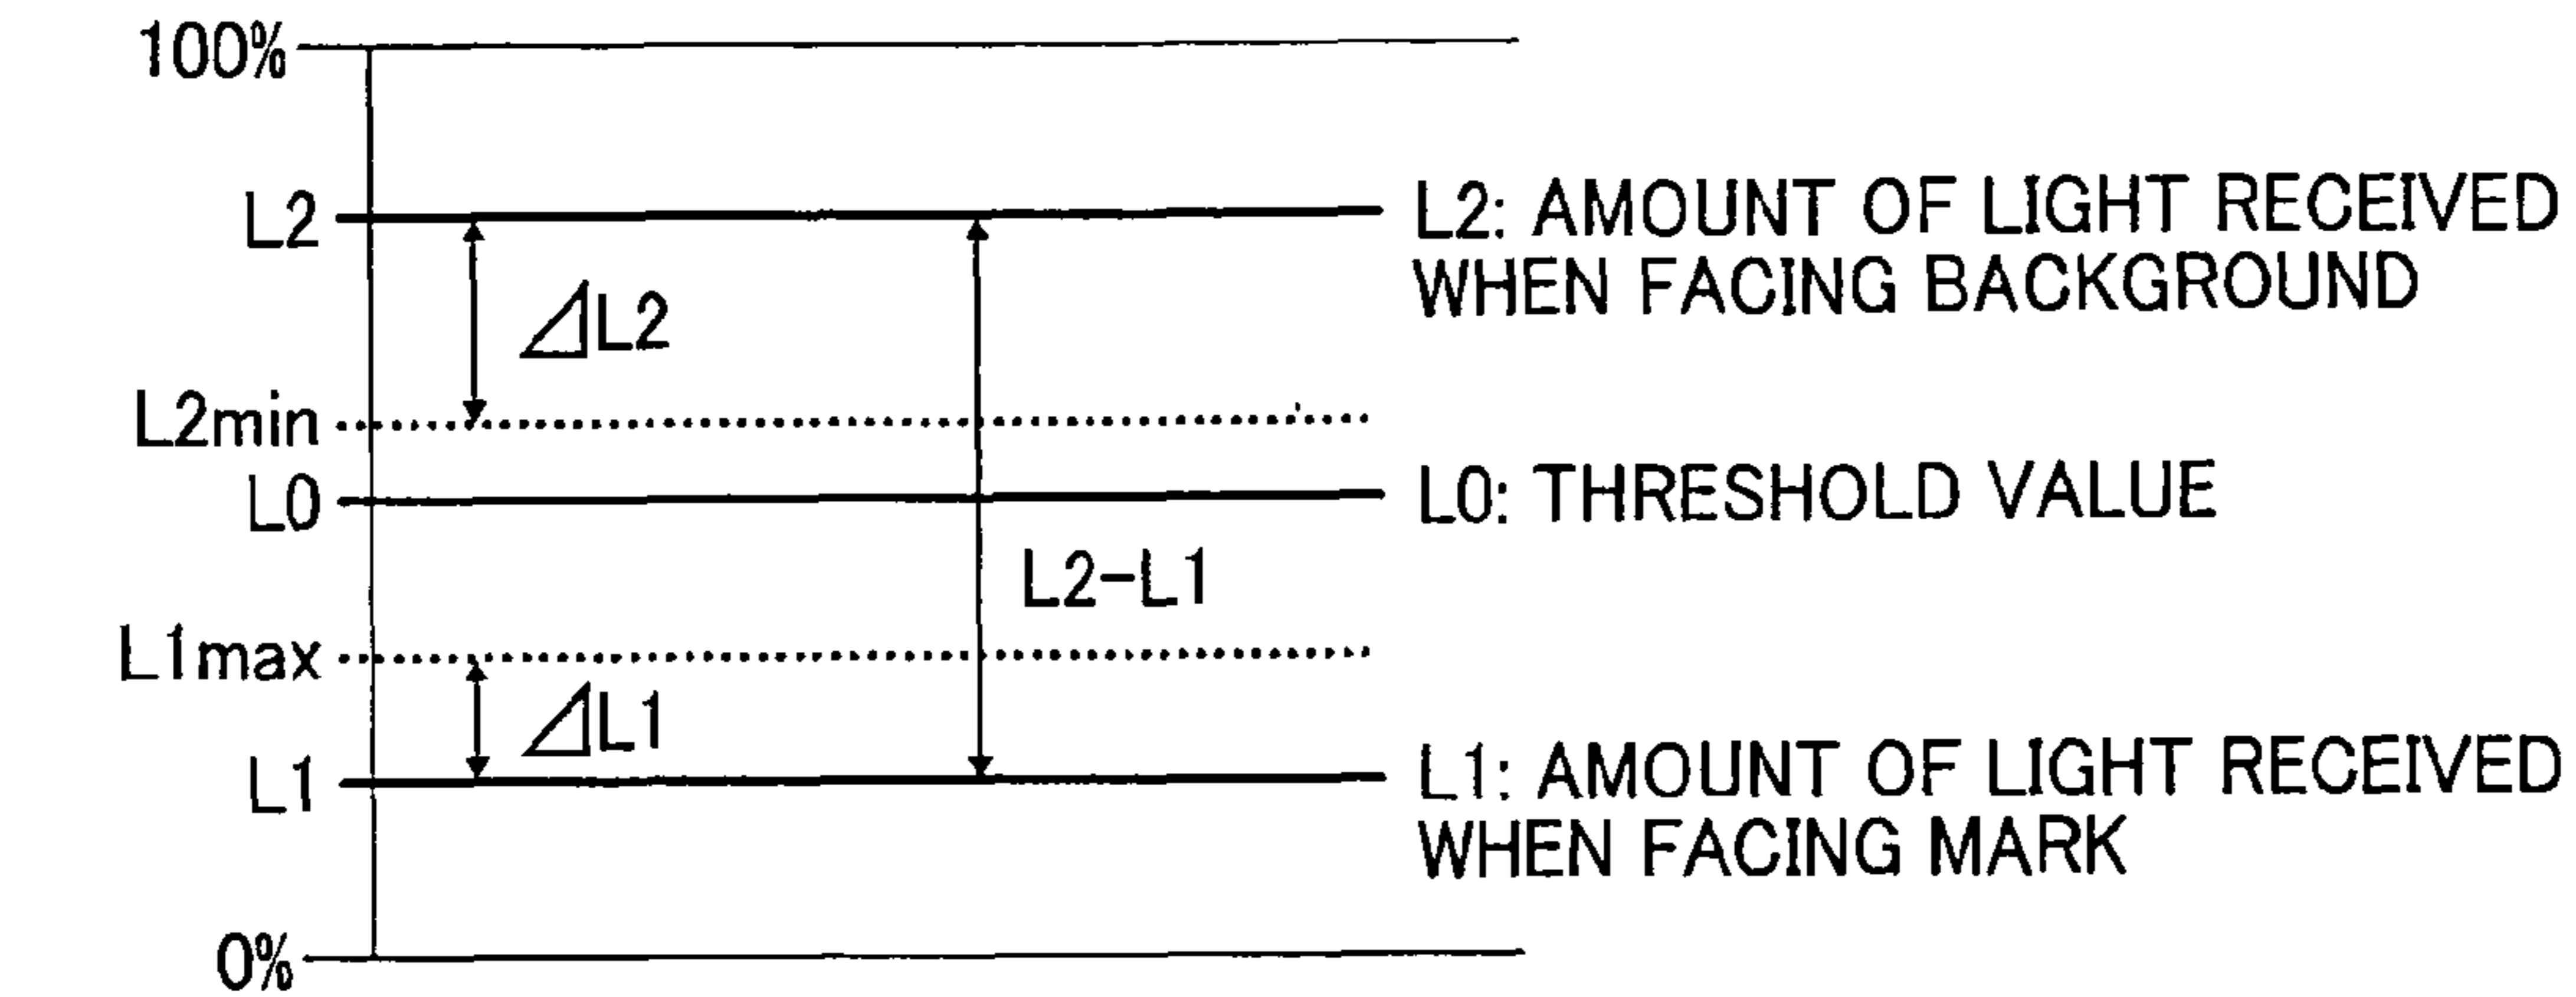 100%
L2
L2: AMOUNT OF LIGHT RECEIVED
WHEN FACING BACKGROUND
⊿L2
L2min
L0
L0: THRESHOLD VALUE
L2-L1
L1max
⊿L1
L1
L1: AMOUNT OF LIGHT RECEIVED
WHEN FACING MARK
0%